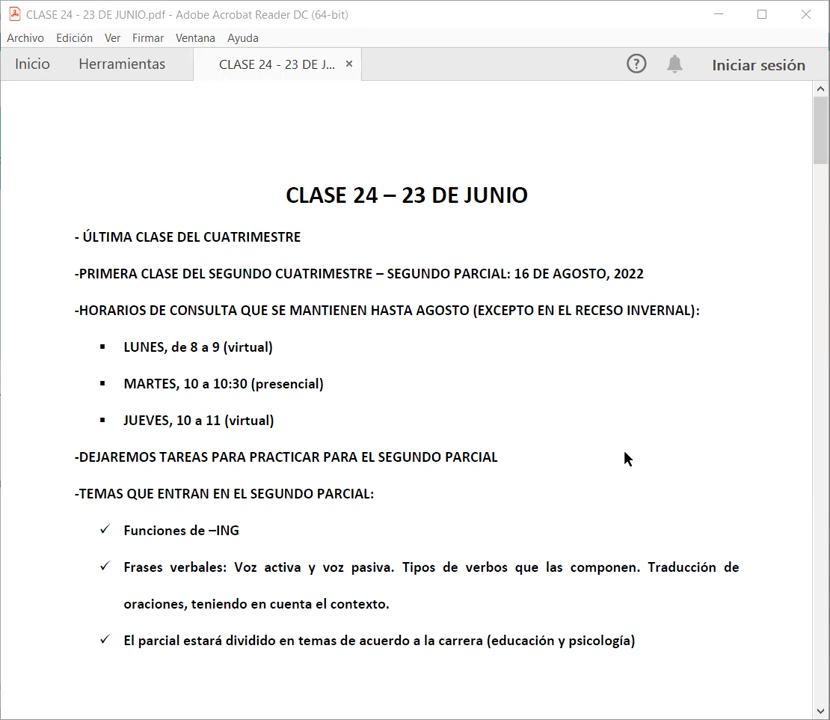 CLASE 24 - 23 DE JUNIO.pdf - Adobe Acrobat Reader DC (64-bit)
Archivo Edición Ver Firmar Ventana Ayuda
Inicio Herramientas CLASE 24 - 23 DE J... × ? Iniciar sesión
CLASE 24 – 23 DE JUNIO
- ÚLTIMA CLASE DEL CUATRIMESTRE
-PRIMERA CLASE DEL SEGUNDO CUATRIMESTRE – SEGUNDO PARCIAL: 16 DE AGOSTO, 2022
-HORARIOS DE CONSULTA QUE SE MANTIENEN HASTA AGOSTO (EXCEPTO EN EL RECESO INVERNAL):
▪ LUNES, de 8 a 9 (virtual)
▪ MARTES, 10 a 10:30 (presencial)
▪ JUEVES, 10 a 11 (virtual)
-DEJAREMOS TAREAS PARA PRACTICAR PARA EL SEGUNDO PARCIAL
-TEMAS QUE ENTRAN EN EL SEGUNDO PARCIAL:
✓ Funciones de –ING
✓ Frases verbales: Voz activa y voz pasiva. Tipos de verbos que las componen. Traducción de
oraciones, teniendo en cuenta el contexto.
✓ El parcial estará dividido en temas de acuerdo a la carrera (educación y psicología)